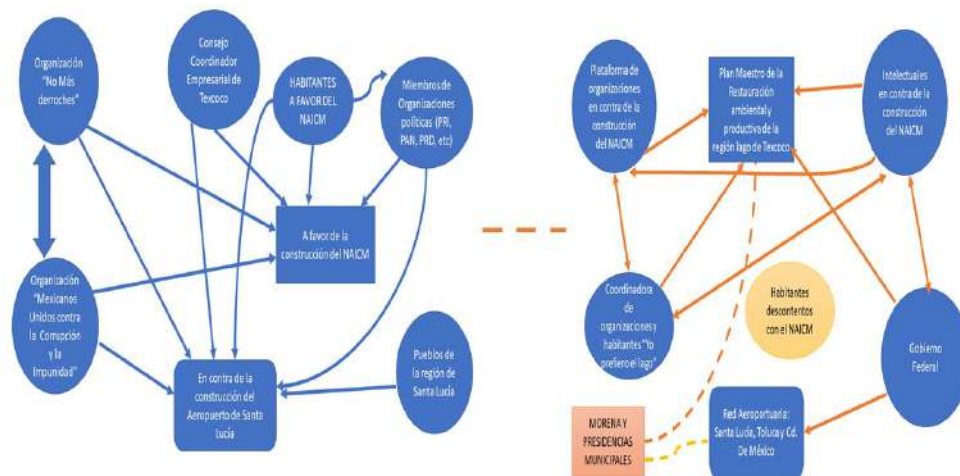 Organización
"No Más
derroches"
Consejo
Coordinador
Empresarial de
Texcoco
HABITANTES
A FAVOR DEL
NAICM
Miembros de
Organizaciones
políticas (PRI,
PAN, PRD, etc)
A favor de la
construcción del NAICM
Organización
"Mexicanos
Unidos contra
la Corrupción
y la
Impunidad"
En contra de la
construcción del
Aeropuerto de Santa
Lucía
Pueblos de
la región de
Santa Lucía
Plataforma de
organizaciones
en contra de la
construcción
del NAICM
Plan Maestro de la
Restauración
ambiental y
productiva de la
región lago de Texcoco
Intelectuales
en contra de la
construcción
del NAICM
Coordinadora
de
organizaciones y
habitantes "Yo
prefiero el lago"
Habitantes
descontentos
con el NAICM
Gobierno
Federal
MORENA Y
PRESIDENCIAS
MUNICIPALES
Red Aeroportuaria:
Santa Lucía, Toluca y Cd.
De México